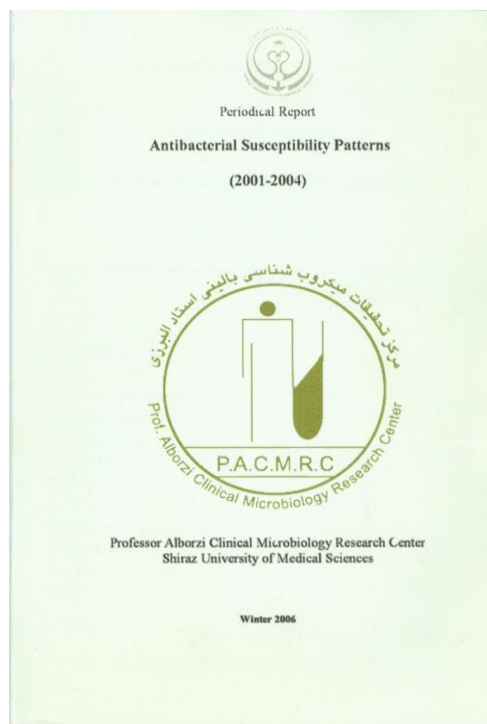 Periodical Report
Antibacterial Susceptibility Patterns
(2001-2004)
مرکز تحقیقات میکروب شناسی بالینی استاد البرزی
P.A.C.M.R.C
Prof. Alborzi Clinical Microbiology Research Center
Professor Alborzi Clinical Microbiology Research Center
Shiraz University of Medical Sciences
Winter 2006